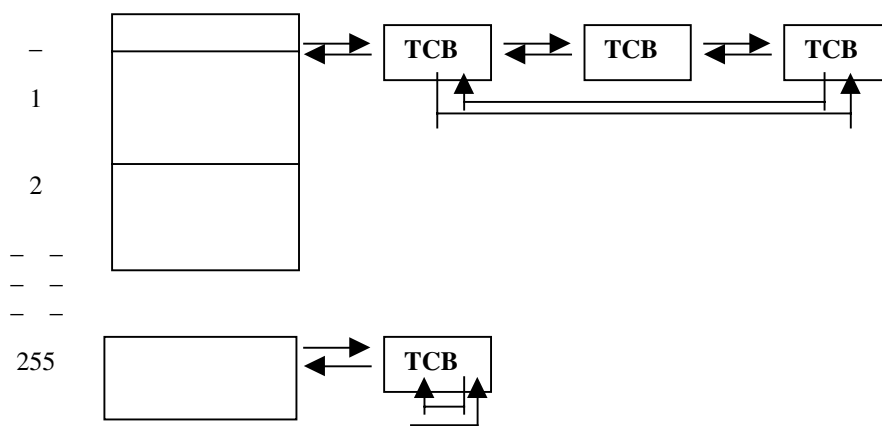 – TCB TCB TCB
1
2
– –
– –
– –
255 TCB